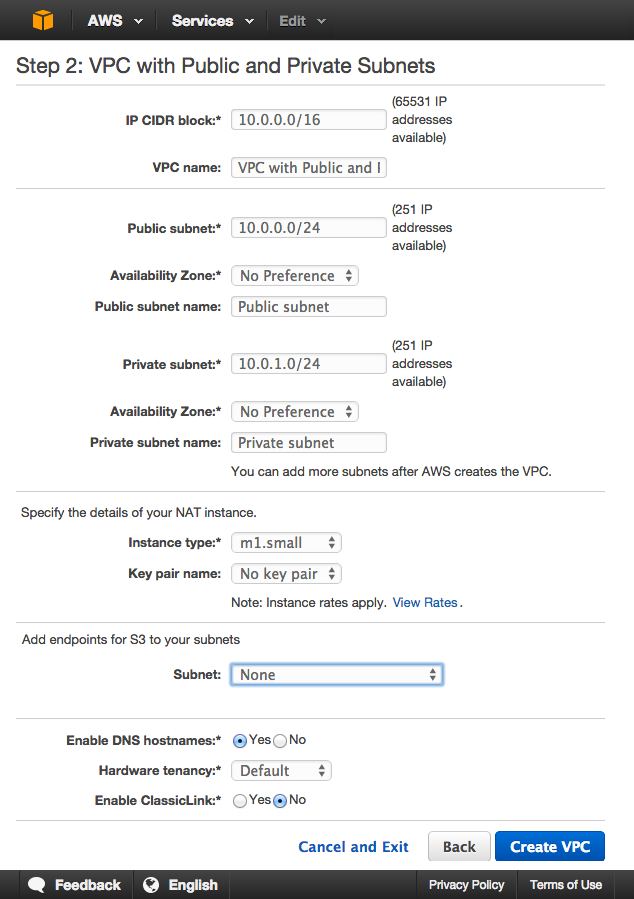 AWS Services Edit
Step 2: VPC with Public and Private Subnets
IP CIDR block:* 10.0.0.0/16 (65531 IP
addresses
available)
VPC name: VPC with Public and
Public subnet:* 10.0.0.0/24 (251 IP
addresses
available)
Availability Zone:* No Preference
Public subnet name: Public subnet
Private subnet:* 10.0.1.0/24 (251 IP
addresses
available)
Availability Zone:* No Preference
Private subnet name: Private subnet
You can add more subnets after AWS creates the VPC.
Specify the details of your NAT instance.
Instance type:* m1.small
Key pair name: No key pair
Note: Instance rates apply. View Rates.
Add endpoints for S3 to your subnets
Subnet: None
Enable DNS hostnames:* Yes No
Hardware tenancy:* Default
Enable ClassicLink:* Yes No
Cancel and Exit Back Create VPC
Feedback English Privacy Policy Terms of Use